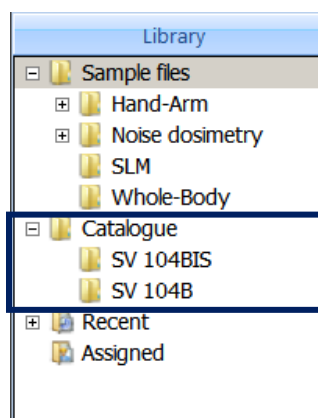 Library
Sample files
Hand-Arm
Noise dosimetry
SLM
Whole-Body
Catalogue
SV 104BIS
SV 104B
Recent
Assigned